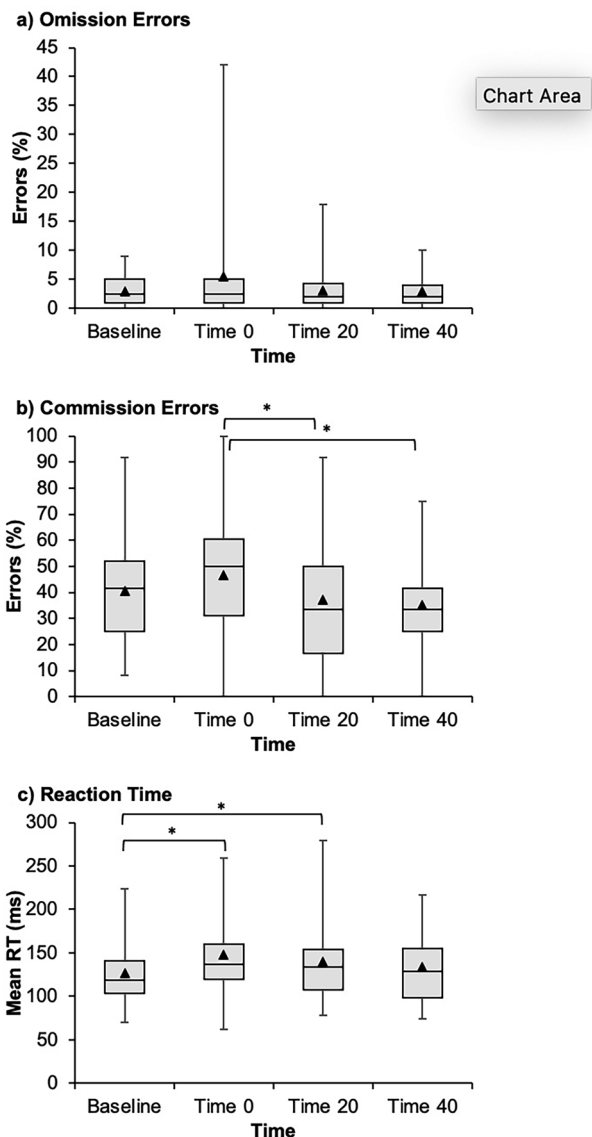 a) Omission Errors
45
40
35
30
25
20
15
10
5
0
Errors (%)
Baseline Time 0 Time 20 Time 40
Time
Chart Area
b) Commission Errors
*
*
100
90
80
70
60
50
40
30
20
10
0
Errors (%)
Baseline Time 0 Time 20 Time 40
Time
c) Reaction Time
*
*
300
250
200
150
100
50
0
Mean RT (ms)
Baseline Time 0 Time 20 Time 40
Time